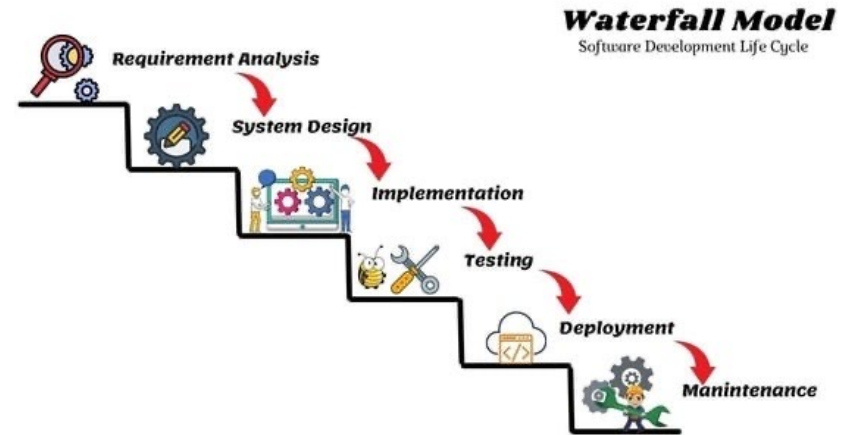 Waterfall Model
Software Development Life Cycle
Requirement Analysis
System Design
Implementation
Testing
Deployment
</>
Manintenance